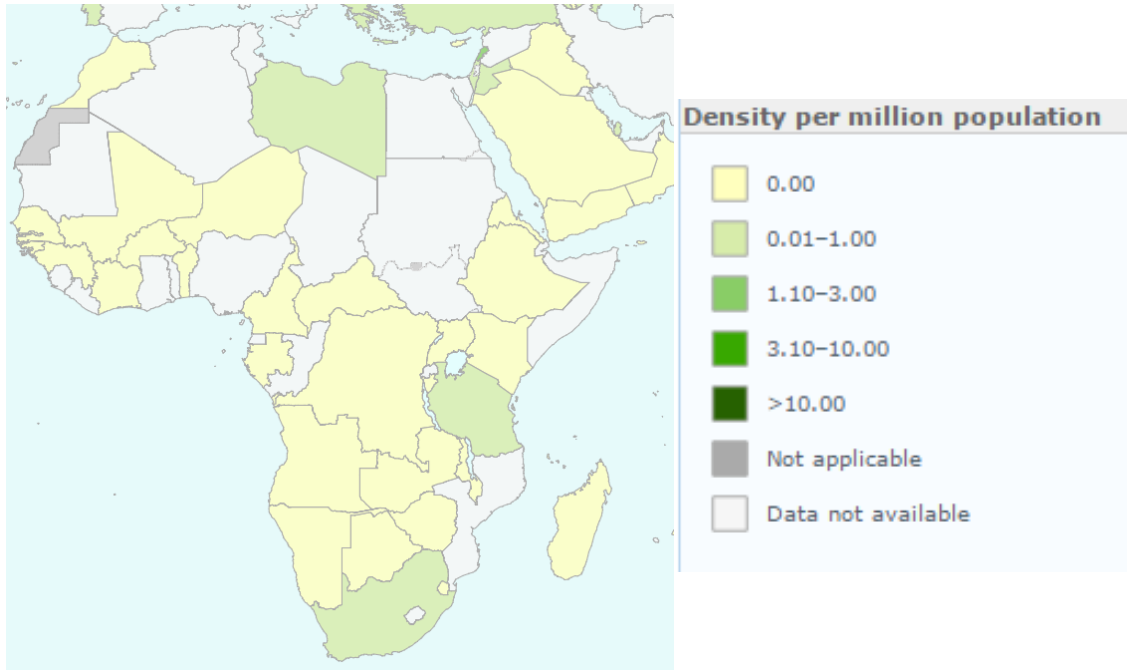 Density per million population
0.00
0.01–1.00
1.10–3.00
3.10–10.00
>10.00
Not applicable
Data not available